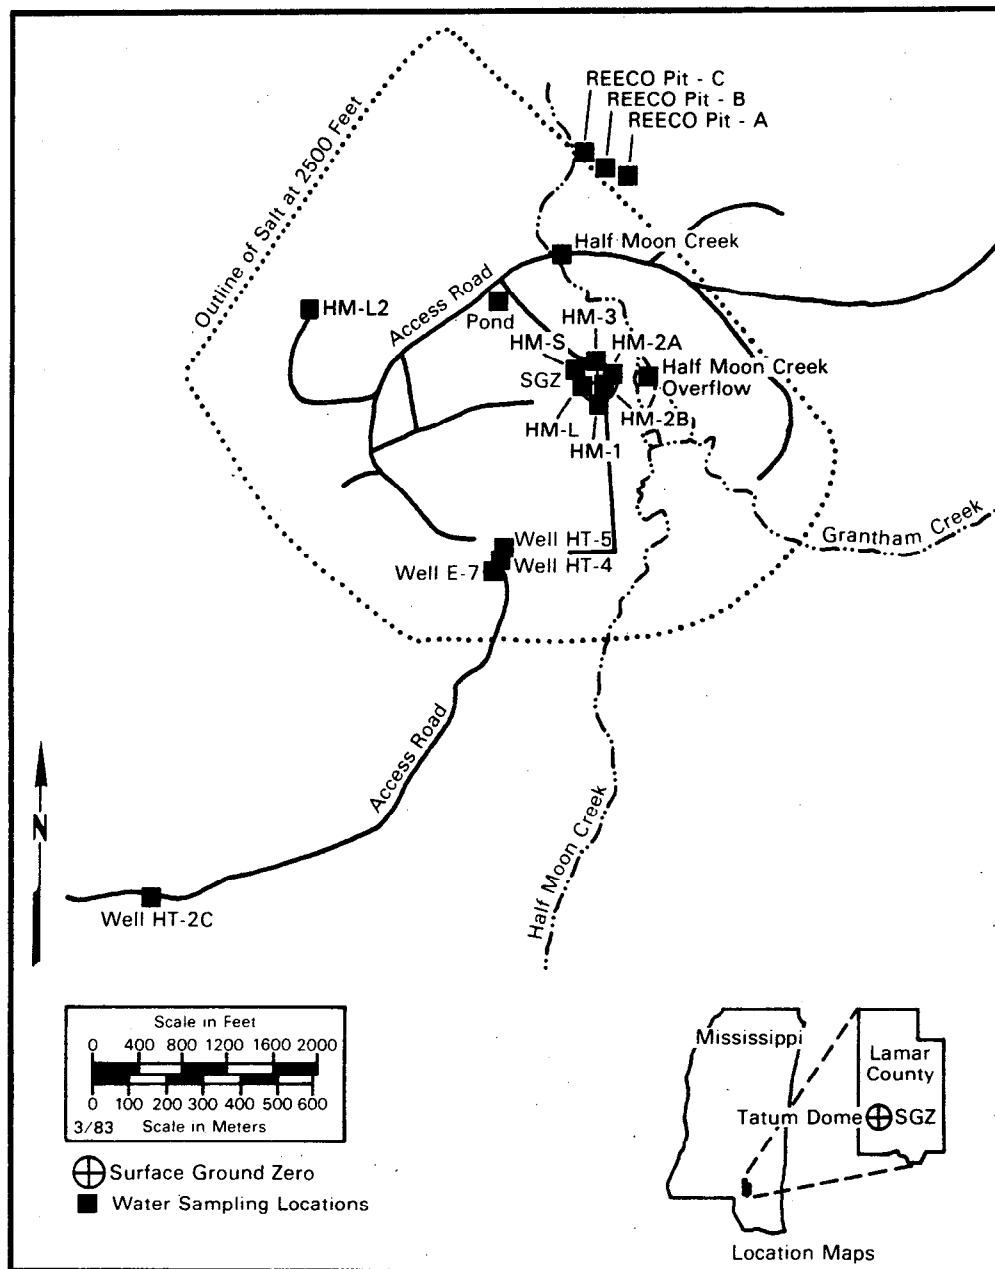 REECO Pit - C
REECO Pit - B
REECO Pit - A
Outline of Salt at 2500 Feet
Half Moon Creek
Access Road
HM-L2
Pond
HM-3
HM-S
HM-2A
SGZ
Half Moon Creek
Overflow
HM-L
HM-2B
HM-1
Grantham Creek
Well HT-5
Well HT-4
Well E-7
Access Road
Half Moon Creek
N
Well HT-2C
Scale in Feet
0 400 800 1200 1600 2000
0 100 200 300 400 500 600
3/83 Scale in Meters
Surface Ground Zero
Water Sampling Locations
Mississippi
Lamar
County
Tatum Dome
SGZ
Location Maps